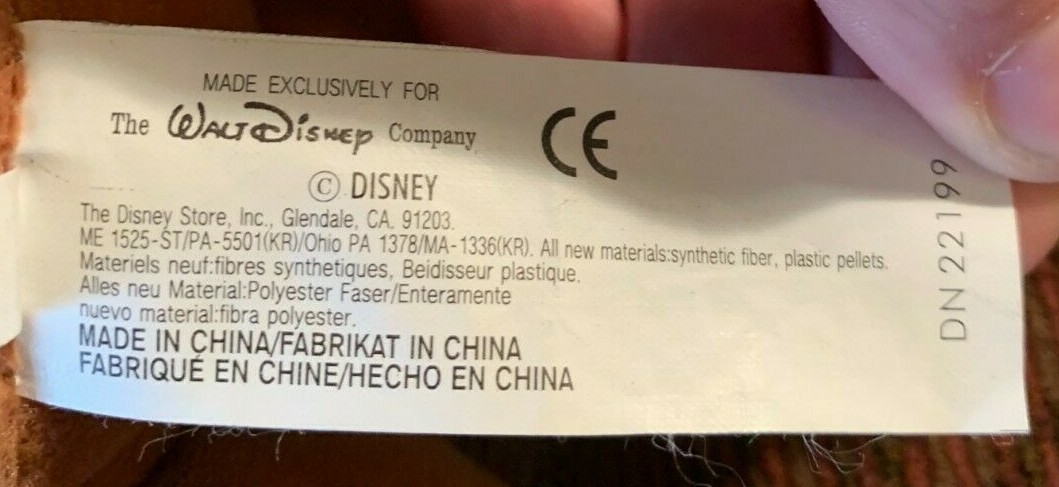 MADE EXCLUSIVELY FOR
The WALT DISNEY Company
CE
© DISNEY
The Disney Store, Inc., Glendale, CA. 91203.
ME 1525-ST/PA-5501(KR)/Ohio PA 1378/MA-1336(KR). All new materials:synthetic fiber, plastic pellets.
Materiels neuf:fibres synthetiques, Beidisseur plastique.
Alles neu Material:Polyester Faser/Enteramente
nuevo material:fibra polyester.
MADE IN CHINA/FABRIKAT IN CHINA
FABRIQUÉ EN CHINE/HECHO EN CHINA
DN 22199